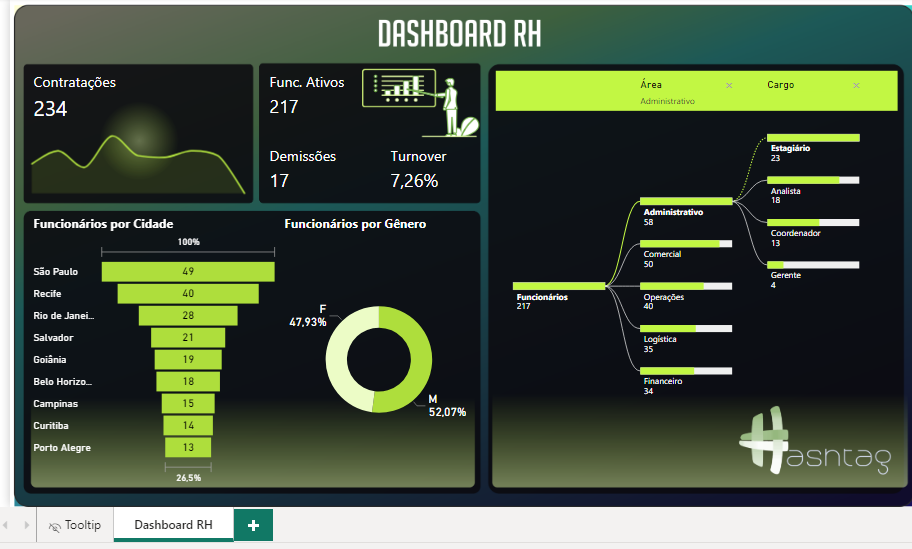 DASHBOARD RH
Contratações
234
Func. Ativos
217
Demissões
17
Turnover
7,26%
Funcionários por Cidade
100%
São Paulo 49
Recife 40
Rio de Janei... 28
Salvador 21
Goiânia 19
Belo Horizo... 18
Campinas 15
Curitiba 14
Porto Alegre 13
26,5%
Funcionários por Gênero
F
47,93%
M
52,07%
Área ×
Administrativo
Cargo ×
Funcionários
217
Administrativo
58
Comercial
50
Operações
40
Logística
35
Financeiro
34
Estagiário
23
Analista
18
Coordenador
13
Gerente
4
Hashtag
Tooltip
Dashboard RH
+